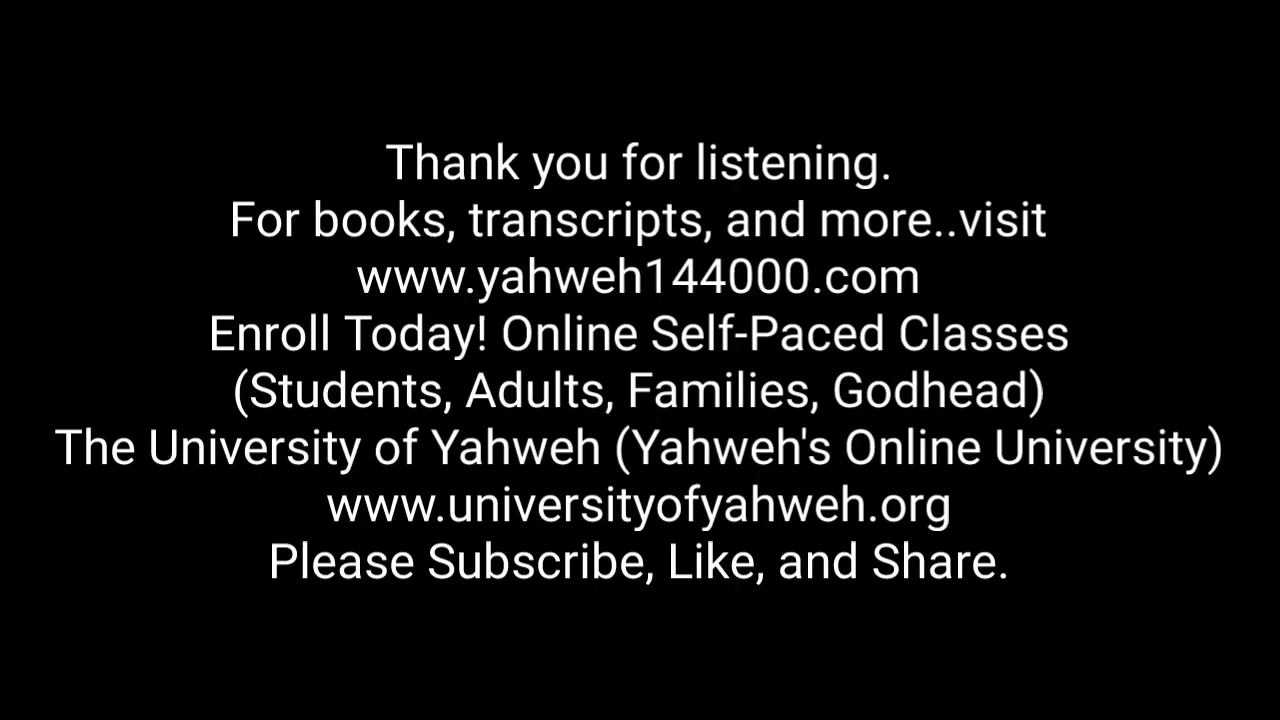 Thank you for listening.
For books, transcripts, and more..visit
www.yahweh144000.com
Enroll Today! Online Self-Paced Classes
(Students, Adults, Families, Godhead)
The University of Yahweh (Yahweh's Online University)
www.universityofyahweh.org
Please Subscribe, Like, and Share.